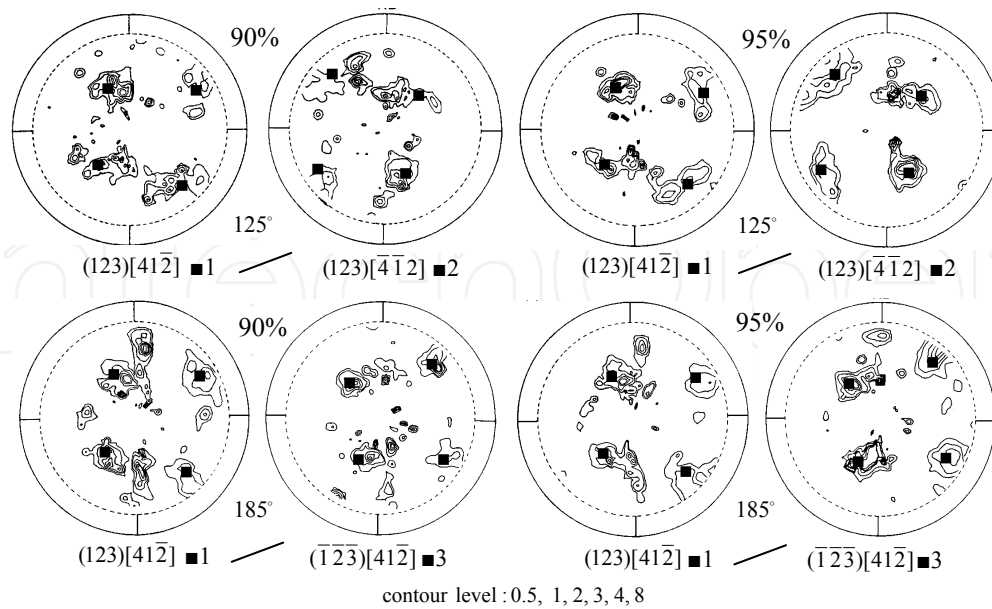 90% 95%
125° 125°
(123)[41̅2̅] ■1 (123)[4̅1̅2] ■2 (123)[412̅] ■1 (123)[4̅1̅2] ■2
90% 95%
185° 185°
(123)[412̅] ■1 (1̅2̅3̅)[412̅] ■3 (123)[412̅] ■1 (1̅2̅3̅)[412̅] ■3
contour level : 0.5, 1, 2, 3, 4, 8